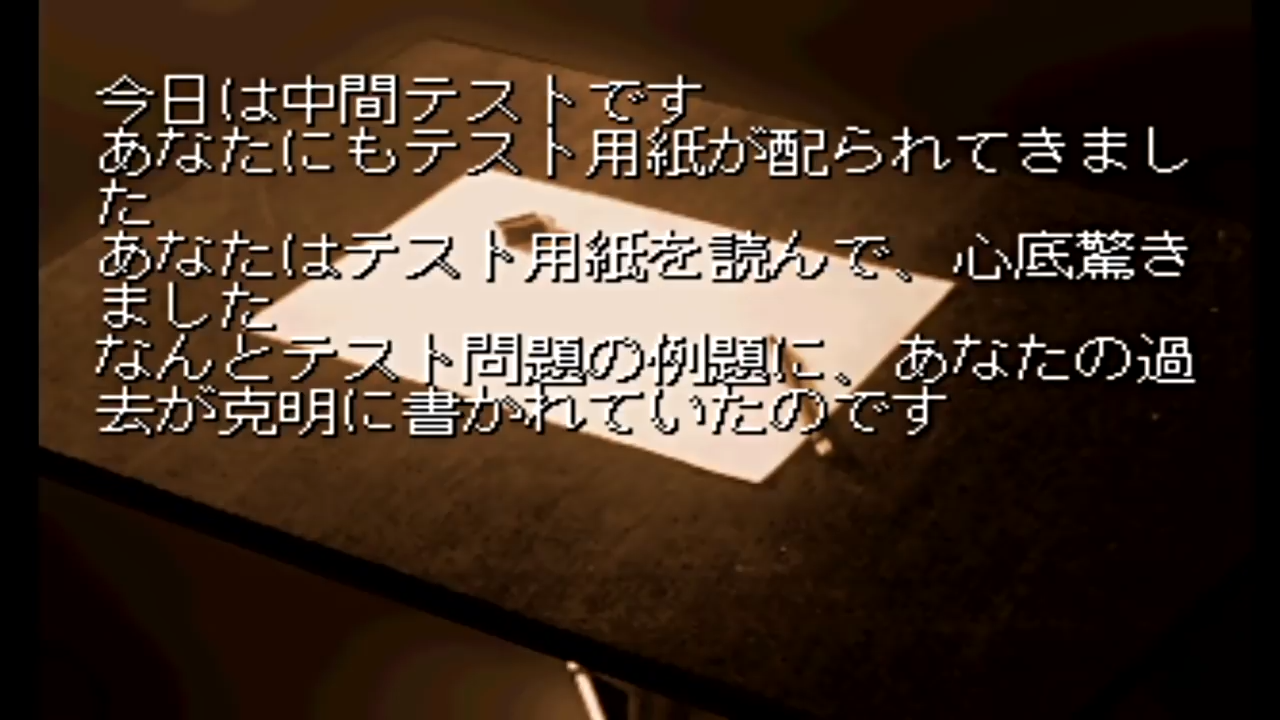 今日は中間テストです
あなたにもテスト用紙が配られてきまし
た
あなたはテスト用紙を読んで、心底驚き
ました
なんとテスト問題の例題に、あなたの過
去が克明に書かれていたのです